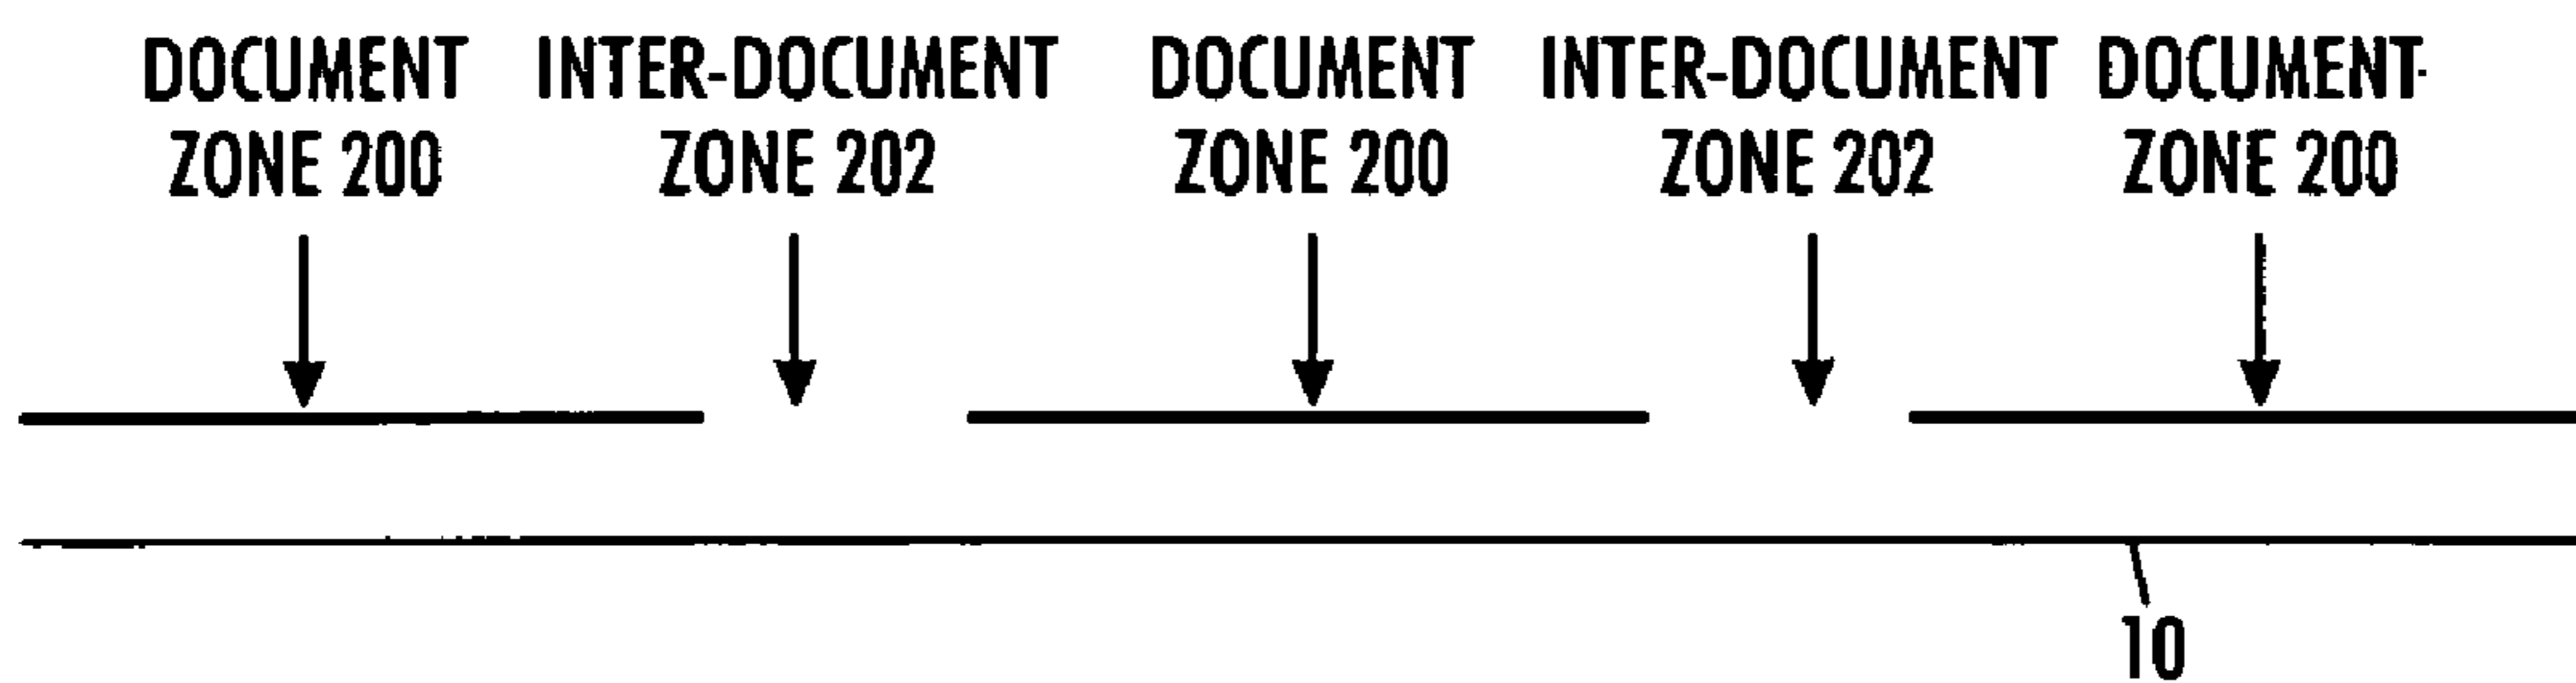 DOCUMENT INTER-DOCUMENT DOCUMENT INTER-DOCUMENT DOCUMENT
ZONE 200 ZONE 202 ZONE 200 ZONE 202 ZONE 200
10